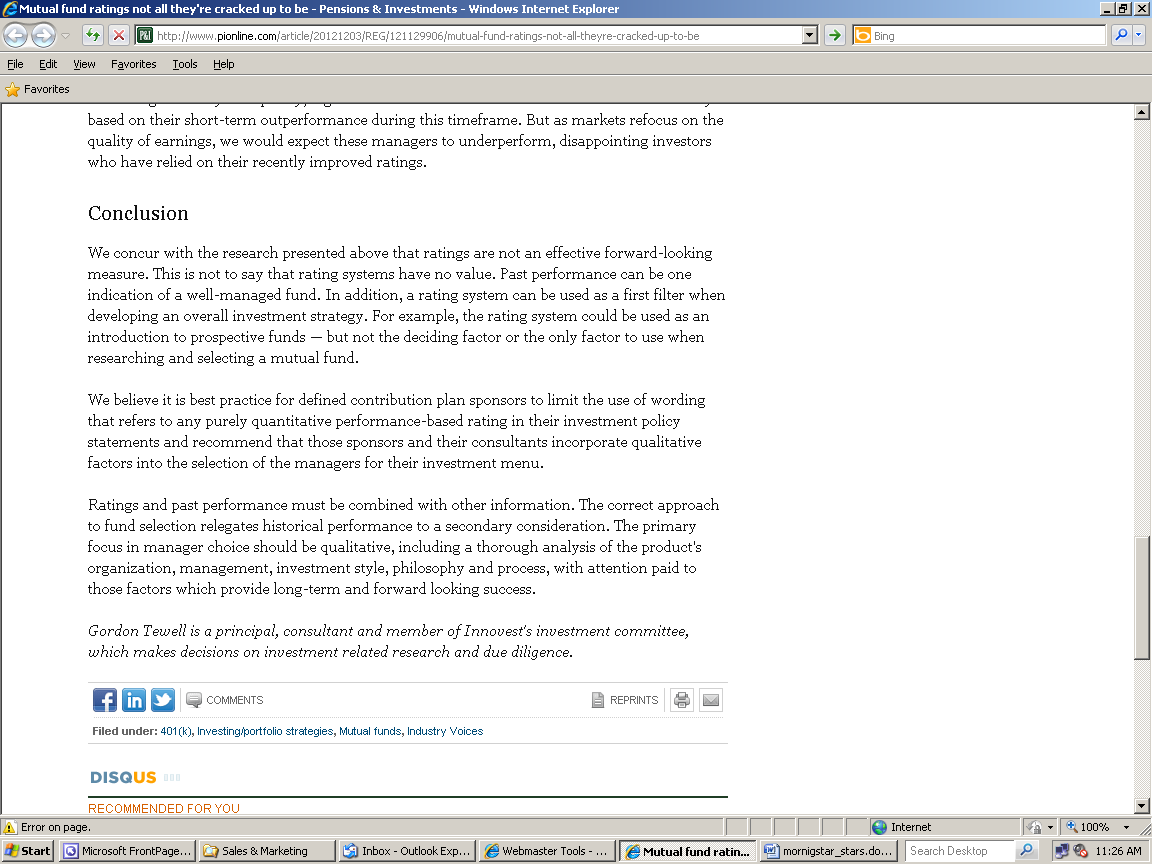 Mutual fund ratings not all they're cracked up to be - Pensions & Investments - Windows Internet Explorer
P&I http://www.pionline.com/article/20121203/REG/121129906/mutual-fund-ratings-not-all-theyre-cracked-up-to-be
Bing
File Edit View Favorites Tools Help
Favorites
based on their short-term outperformance during this timeframe. But as markets refocus on the
quality of earnings, we would expect these managers to underperform, disappointing investors
who have relied on their recently improved ratings.
Conclusion
We concur with the research presented above that ratings are not an effective forward-looking
measure. This is not to say that rating systems have no value. Past performance can be one
indication of a well-managed fund. In addition, a rating system can be used as a first filter when
developing an overall investment strategy. For example, the rating system could be used as an
introduction to prospective funds — but not the deciding factor or the only factor to use when
researching and selecting a mutual fund.
We believe it is best practice for defined contribution plan sponsors to limit the use of wording
that refers to any purely quantitative performance-based rating in their investment policy
statements and recommend that those sponsors and their consultants incorporate qualitative
factors into the selection of the managers for their investment menu.
Ratings and past performance must be combined with other information. The correct approach
to fund selection relegates historical performance to a secondary consideration. The primary
focus in manager choice should be qualitative, including a thorough analysis of the product's
organization, management, investment style, philosophy and process, with attention paid to
those factors which provide long-term and forward looking success.
Gordon Tewell is a principal, consultant and member of Innovest's investment committee,
which makes decisions on investment related research and due diligence.
COMMENTS REPRINTS
Filed under: 401(k), Investing/portfolio strategies, Mutual funds, Industry Voices
DISQUS
RECOMMENDED FOR YOU
Error on page. Internet 100%
Start Microsoft FrontPage... Sales & Marketing Inbox - Outlook Exp... Webmaster Tools - ... Mutual fund ratin... mornigstar_stars.do... Search Desktop 11:26 AM